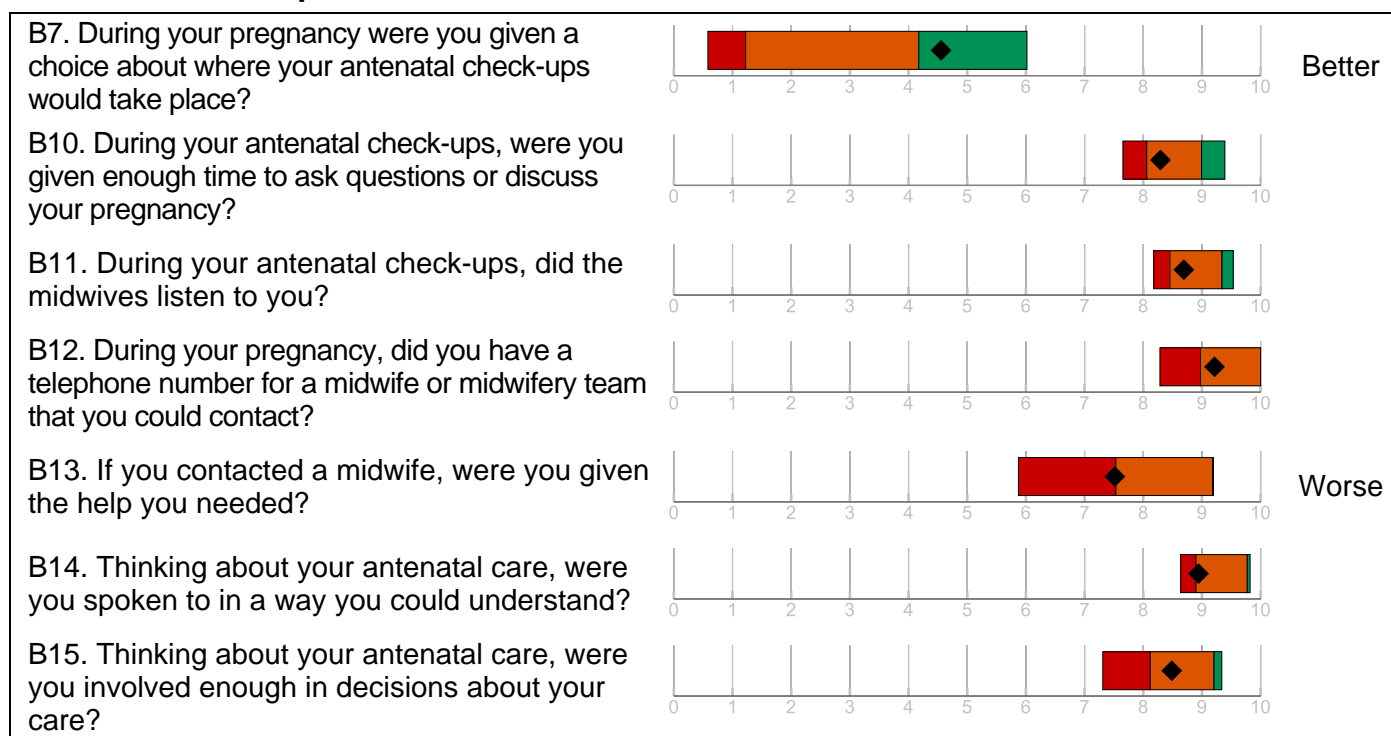 B7. During your pregnancy were you given a
choice about where your antenatal check-ups
would take place?
0 1 2 3 4 5 6 7 8 9 10
Better
B10. During your antenatal check-ups, were you
given enough time to ask questions or discuss
your pregnancy?
0 1 2 3 4 5 6 7 8 9 10
B11. During your antenatal check-ups, did the
midwives listen to you?
0 1 2 3 4 5 6 7 8 9 10
B12. During your pregnancy, did you have a
telephone number for a midwife or midwifery team
that you could contact?
0 1 2 3 4 5 6 7 8 9 10
B13. If you contacted a midwife, were you given
the help you needed?
0 1 2 3 4 5 6 7 8 9 10
Worse
B14. Thinking about your antenatal care, were
you spoken to in a way you could understand?
0 1 2 3 4 5 6 7 8 9 10
B15. Thinking about your antenatal care, were
you involved enough in decisions about your
care?
0 1 2 3 4 5 6 7 8 9 10